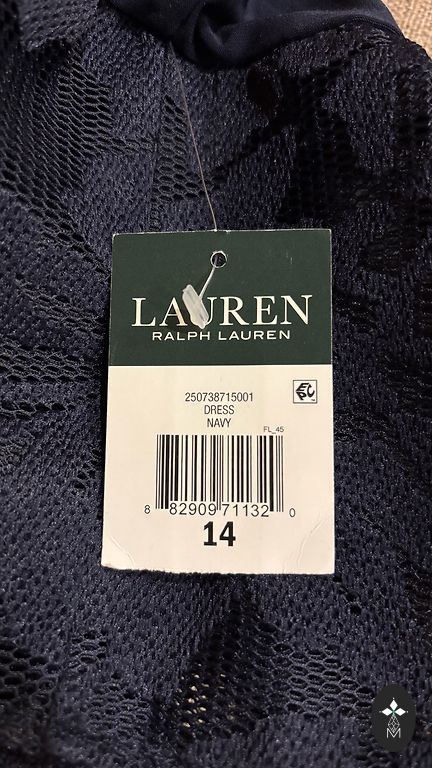 LAUREN
RALPH LAUREN
250738715001
DRESS
NAVY
FL_45
8 82909 71132 0
14
M